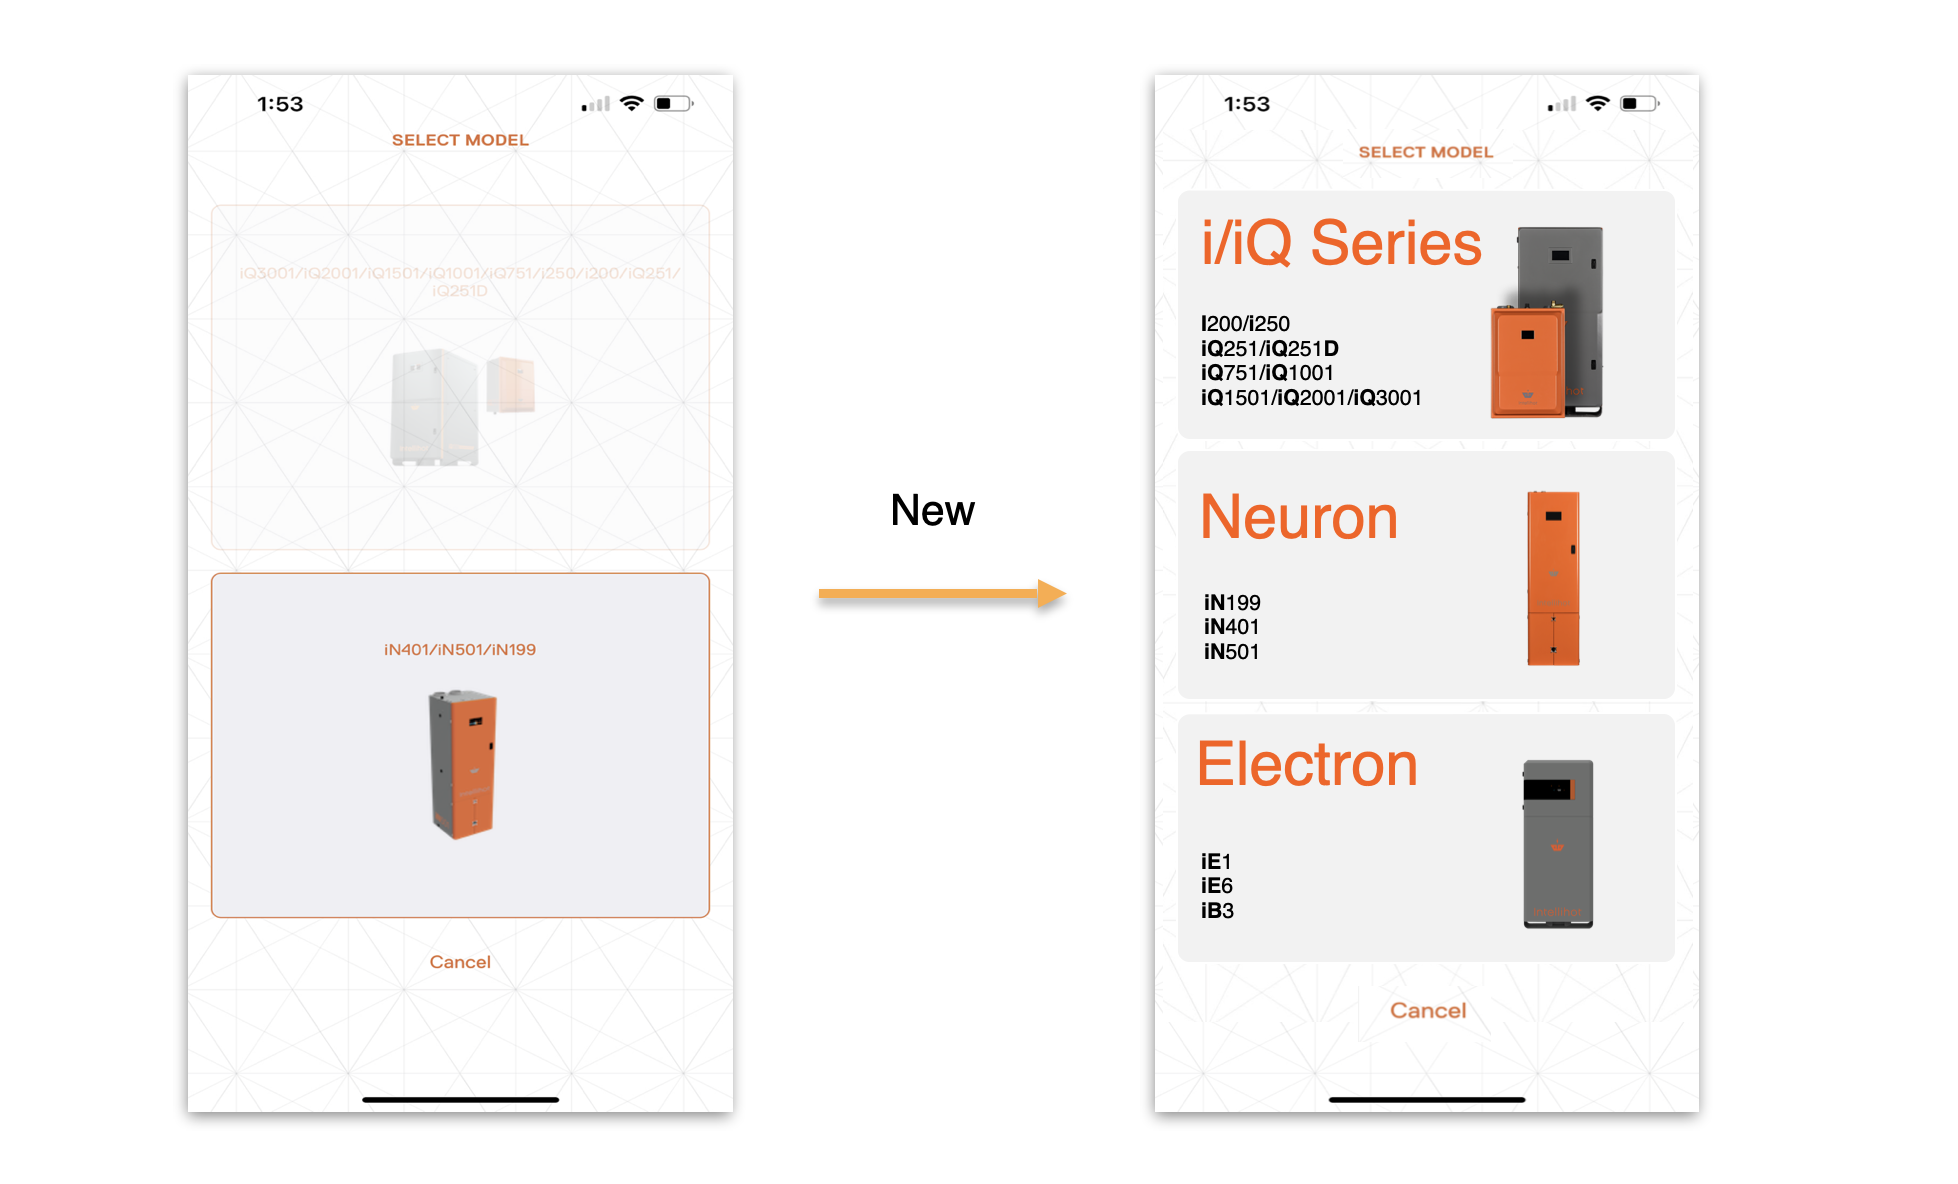 1:53
SELECT MODEL
iQ3001/iQ2001/iQ1501/iQ1001/iQ751/i250/i200/iQ251/
iQ251D
iN401/iN501/iN199
Cancel
New
1:53
SELECT MODEL
i/iQ Series
I200/i250
iQ251/iQ251D
iQ751/iQ1001
iQ1501/iQ2001/iQ3001
Neuron
iN199
iN401
iN501
Electron
iE1
iE6
iB3
Cancel